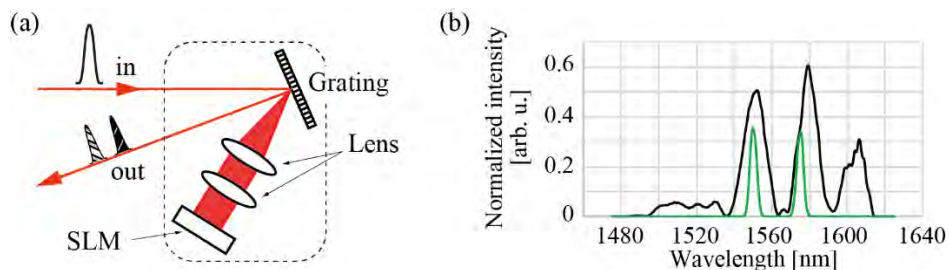 (a)
in
Grating
out
Lens
SLM
(b)
Normalized intensity
[arb. u.]
0.6
0.4
0.2
0
1480 1520 1560 1600 1640
Wavelength [nm]